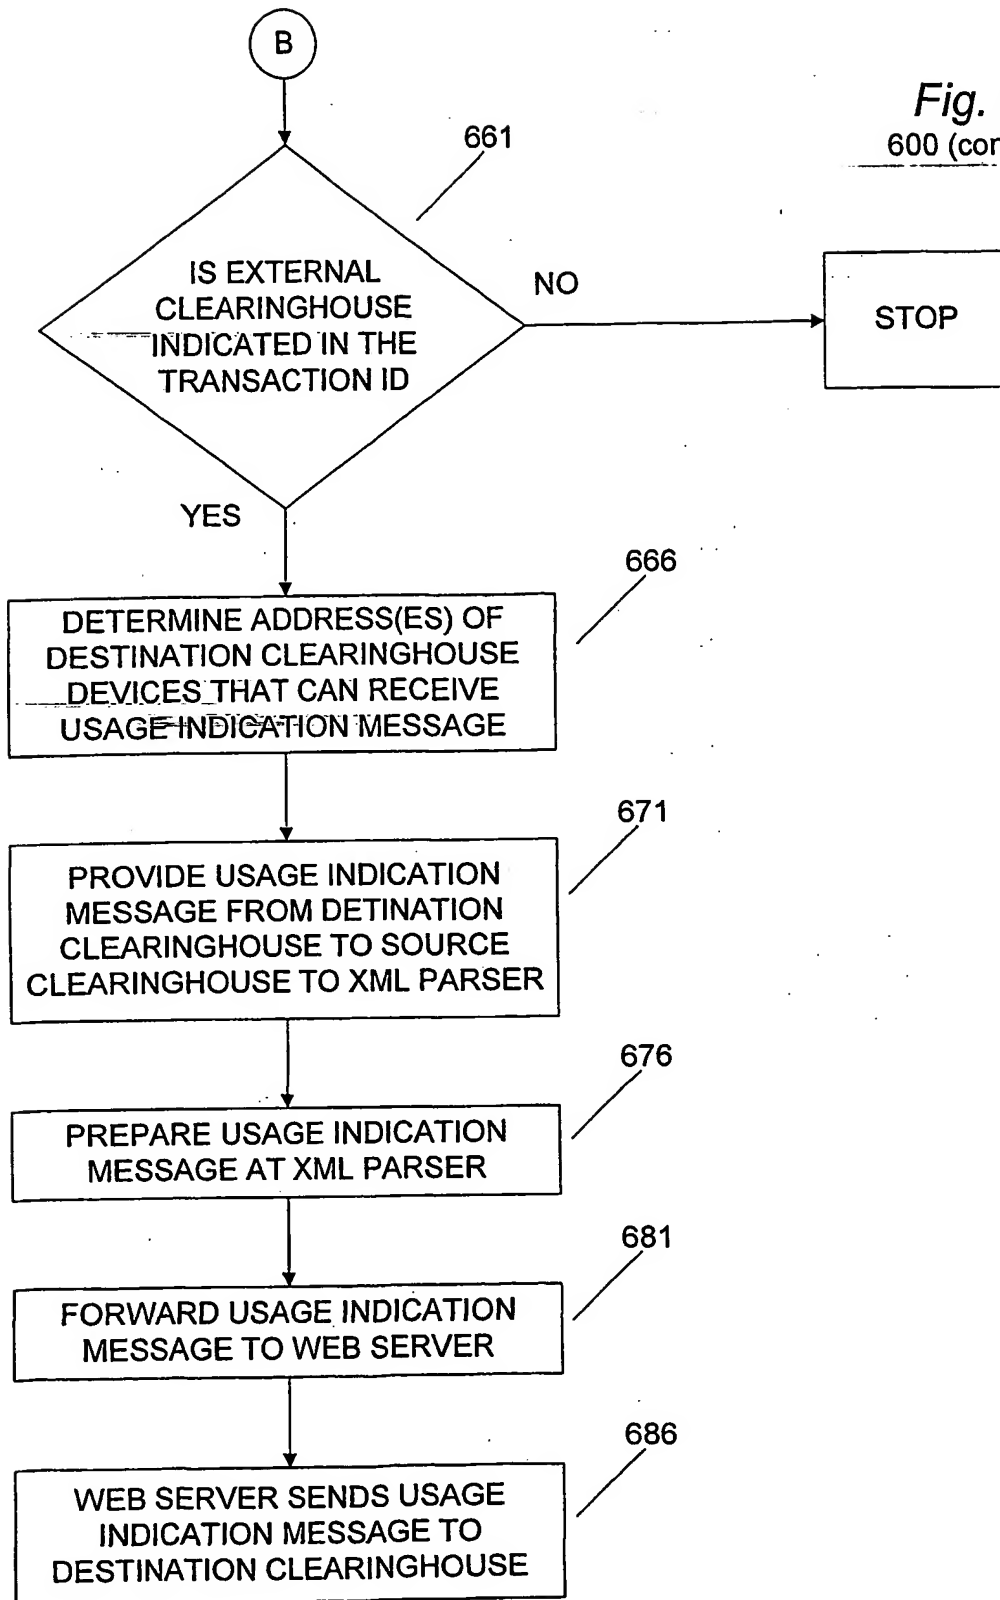 B
Fig.
600 (con
661
IS EXTERNAL
CLEARINGHOUSE
INDICATED IN THE
TRANSACTION ID
NO
STOP
YES
666
DETERMINE ADDRESS(ES) OF
DESTINATION CLEARINGHOUSE
DEVICES THAT CAN RECEIVE
USAGE INDICATION MESSAGE
671
PROVIDE USAGE INDICATION
MESSAGE FROM DETINATION
CLEARINGHOUSE TO SOURCE
CLEARINGHOUSE TO XML PARSER
676
PREPARE USAGE INDICATION
MESSAGE AT XML PARSER
681
FORWARD USAGE INDICATION
MESSAGE TO WEB SERVER
686
WEB SERVER SENDS USAGE
INDICATION MESSAGE TO
DESTINATION CLEARINGHOUSE